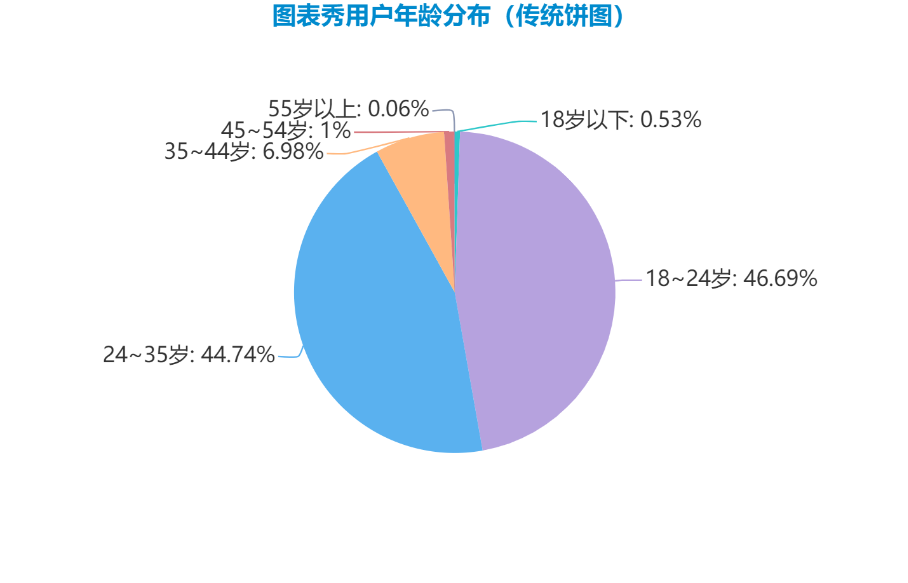 图表秀用户年龄分布（传统饼图）
55岁以上: 0.06%
18岁以下: 0.53%
45~54岁: 1%
35~44岁: 6.98%
18~24岁: 46.69%
24~35岁: 44.74%